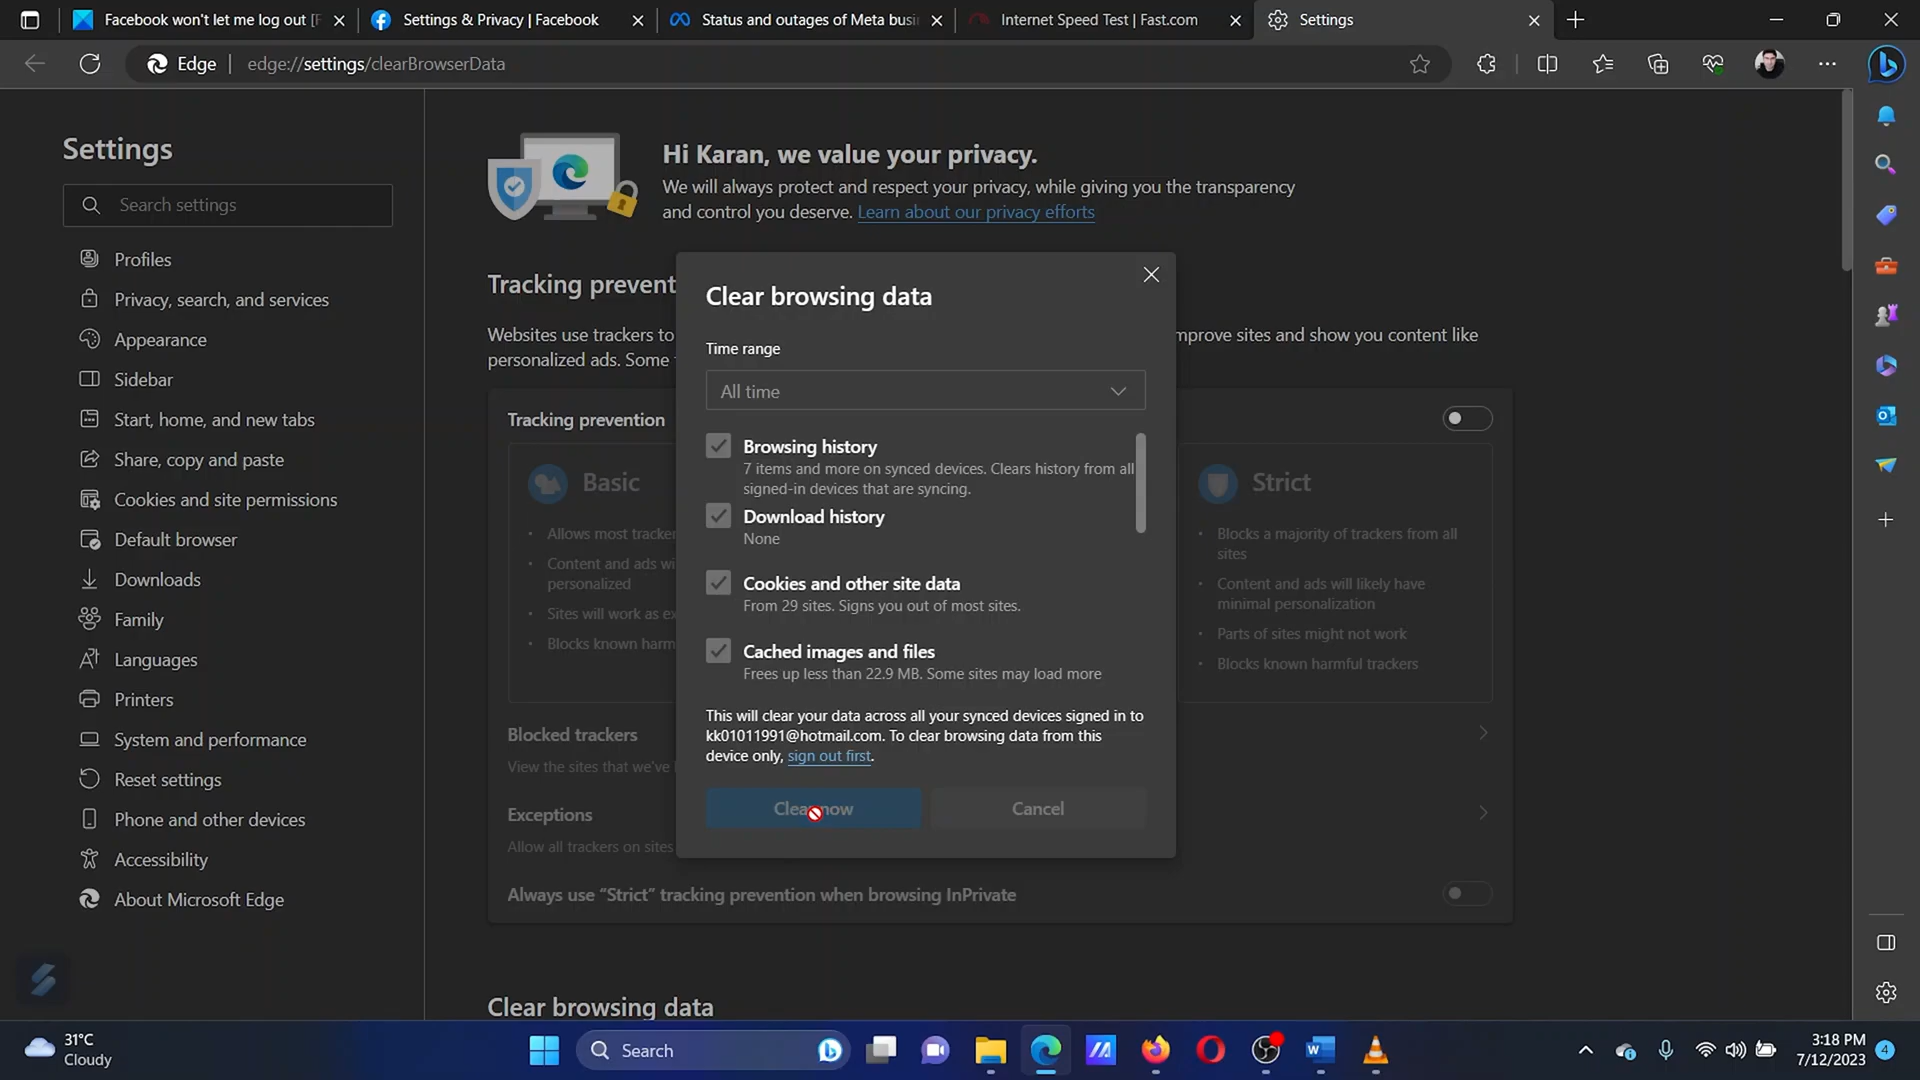 Facebook won't let me log out [F
Settings & Privacy | Facebook
Status and outages of Meta busi
Internet Speed Test | Fast.com
Settings
Edge
edge://settings/clearBrowserData
Settings
Search settings
Profiles
Privacy, search, and services
Appearance
Sidebar
Start, home, and new tabs
Share, copy and paste
Cookies and site permissions
Default browser
Downloads
Family
Languages
Printers
System and performance
Reset settings
Phone and other devices
Accessibility
About Microsoft Edge
Hi Karan, we value your privacy.
We will always protect and respect your privacy, while giving you the transparency
and control you deserve. Learn about our privacy efforts
Tracking prevent
Websites use trackers to
mprove sites and show you content like
personalized ads. Some
Tracking prevention
Basic
Allows most tracke
Content and ads wi
personalized
Sites will work as ex
Blocks known harm
Strict
Blocks a majority of trackers from all
sites
Content and ads will likely have
minimal personalization
Parts of sites might not work
Blocks known harmful trackers
Blocked trackers
View the sites that we've
Exceptions
Allow all trackers on sites
Always use “Strict” tracking prevention when browsing InPrivate
Clear browsing data
Clear browsing data
Time range
All time
Browsing history
7 items and more on synced devices. Clears history from all
signed-in devices that are syncing.
Download history
None
Cookies and other site data
From 29 sites. Signs you out of most sites.
Cached images and files
Frees up less than 22.9 MB. Some sites may load more
This will clear your data across all your synced devices signed in to
kk01011991@hotmail.com. To clear browsing data from this
device only, sign out first.
Clear now
Cancel
31°C
Cloudy
Search
3:18 PM
7/12/2023
4